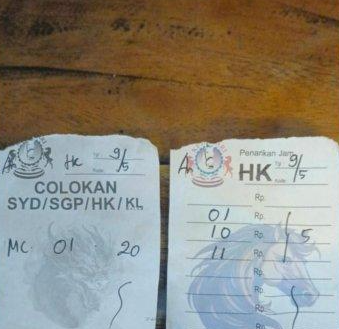 A Hk 9/5
COLOKAN
SYD/SGP/HK/KL
MC. 01 . 20
A Penarikan Jam
HK 9/5
Rp.
01 Rp.
10 Rp. 5
11 Rp.
Rp.
Rp.
Rp.
Rp.